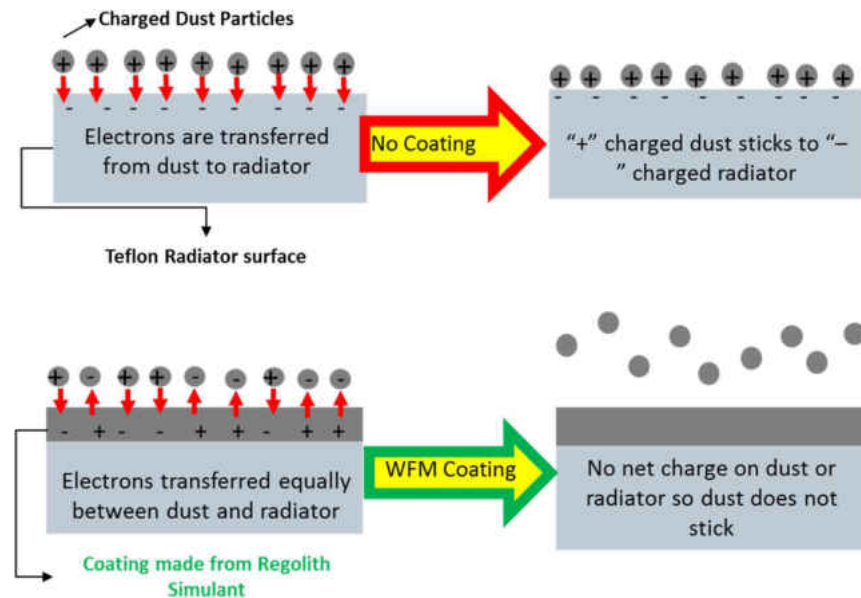 Charged Dust Particles
+ + + + + + + + +
- - - - - - - - -
Electrons are transferred
from dust to radiator
Teflon Radiator surface
No Coating
+ + + + + + + + +
- - - - - - - - -
“+” charged dust sticks to “–
” charged radiator
+ - + + - - + - -
- + - - + + - + +
Electrons transferred equally
between dust and radiator
Coating made from Regolith
Simulant
WFM Coating
No net charge on dust or
radiator so dust does not
stick